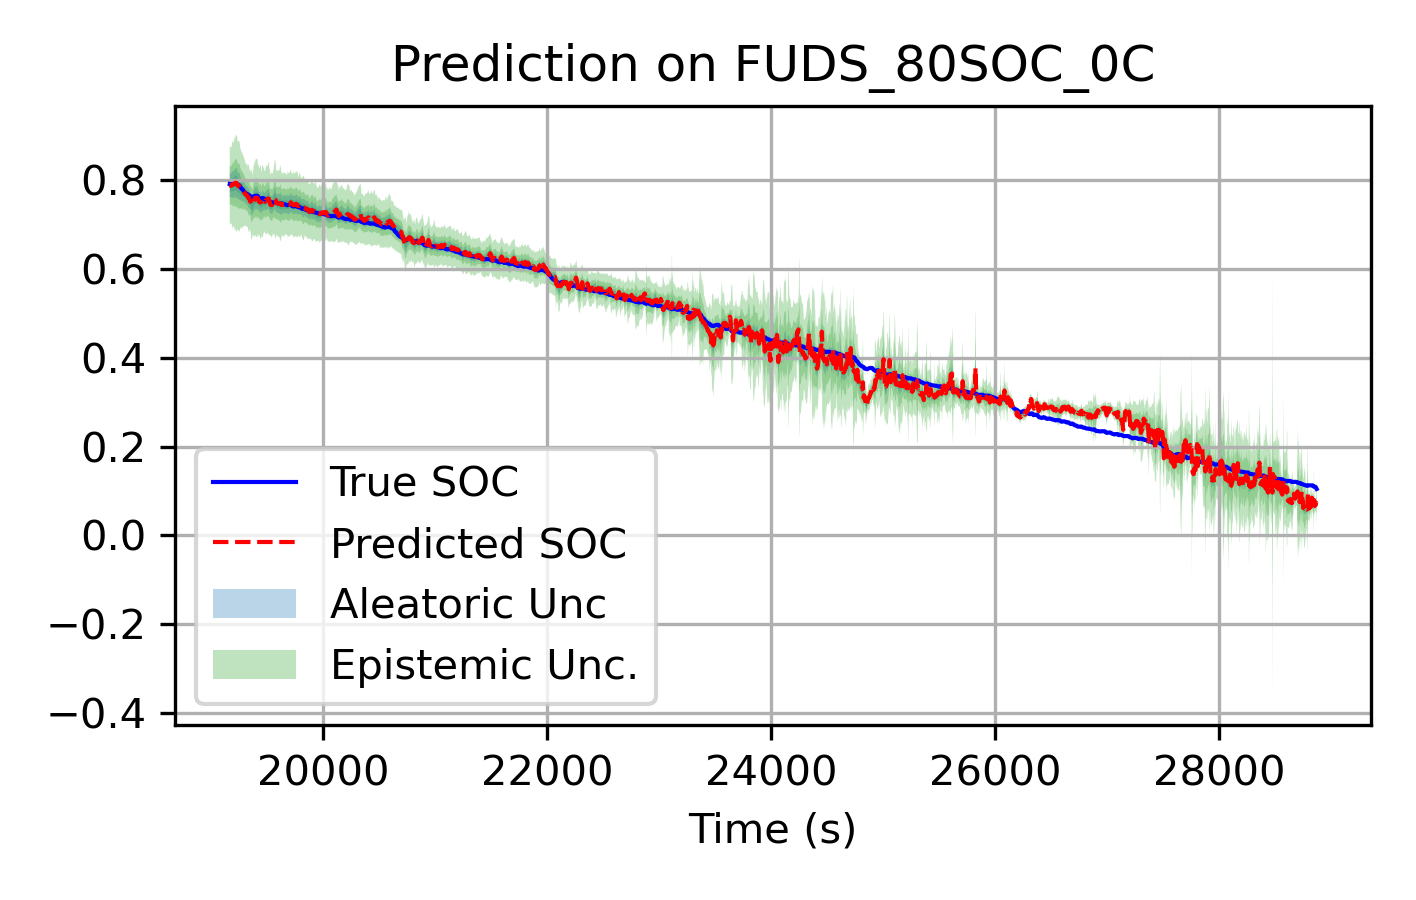 Prediction on FUDS_80SOC_0C
0.8
0.6
0.4
0.2
0.0
−0.2
−0.4
True SOC
Predicted SOC
Aleatoric Unc
Epistemic Unc.
20000 22000 24000 26000 28000
Time (s)